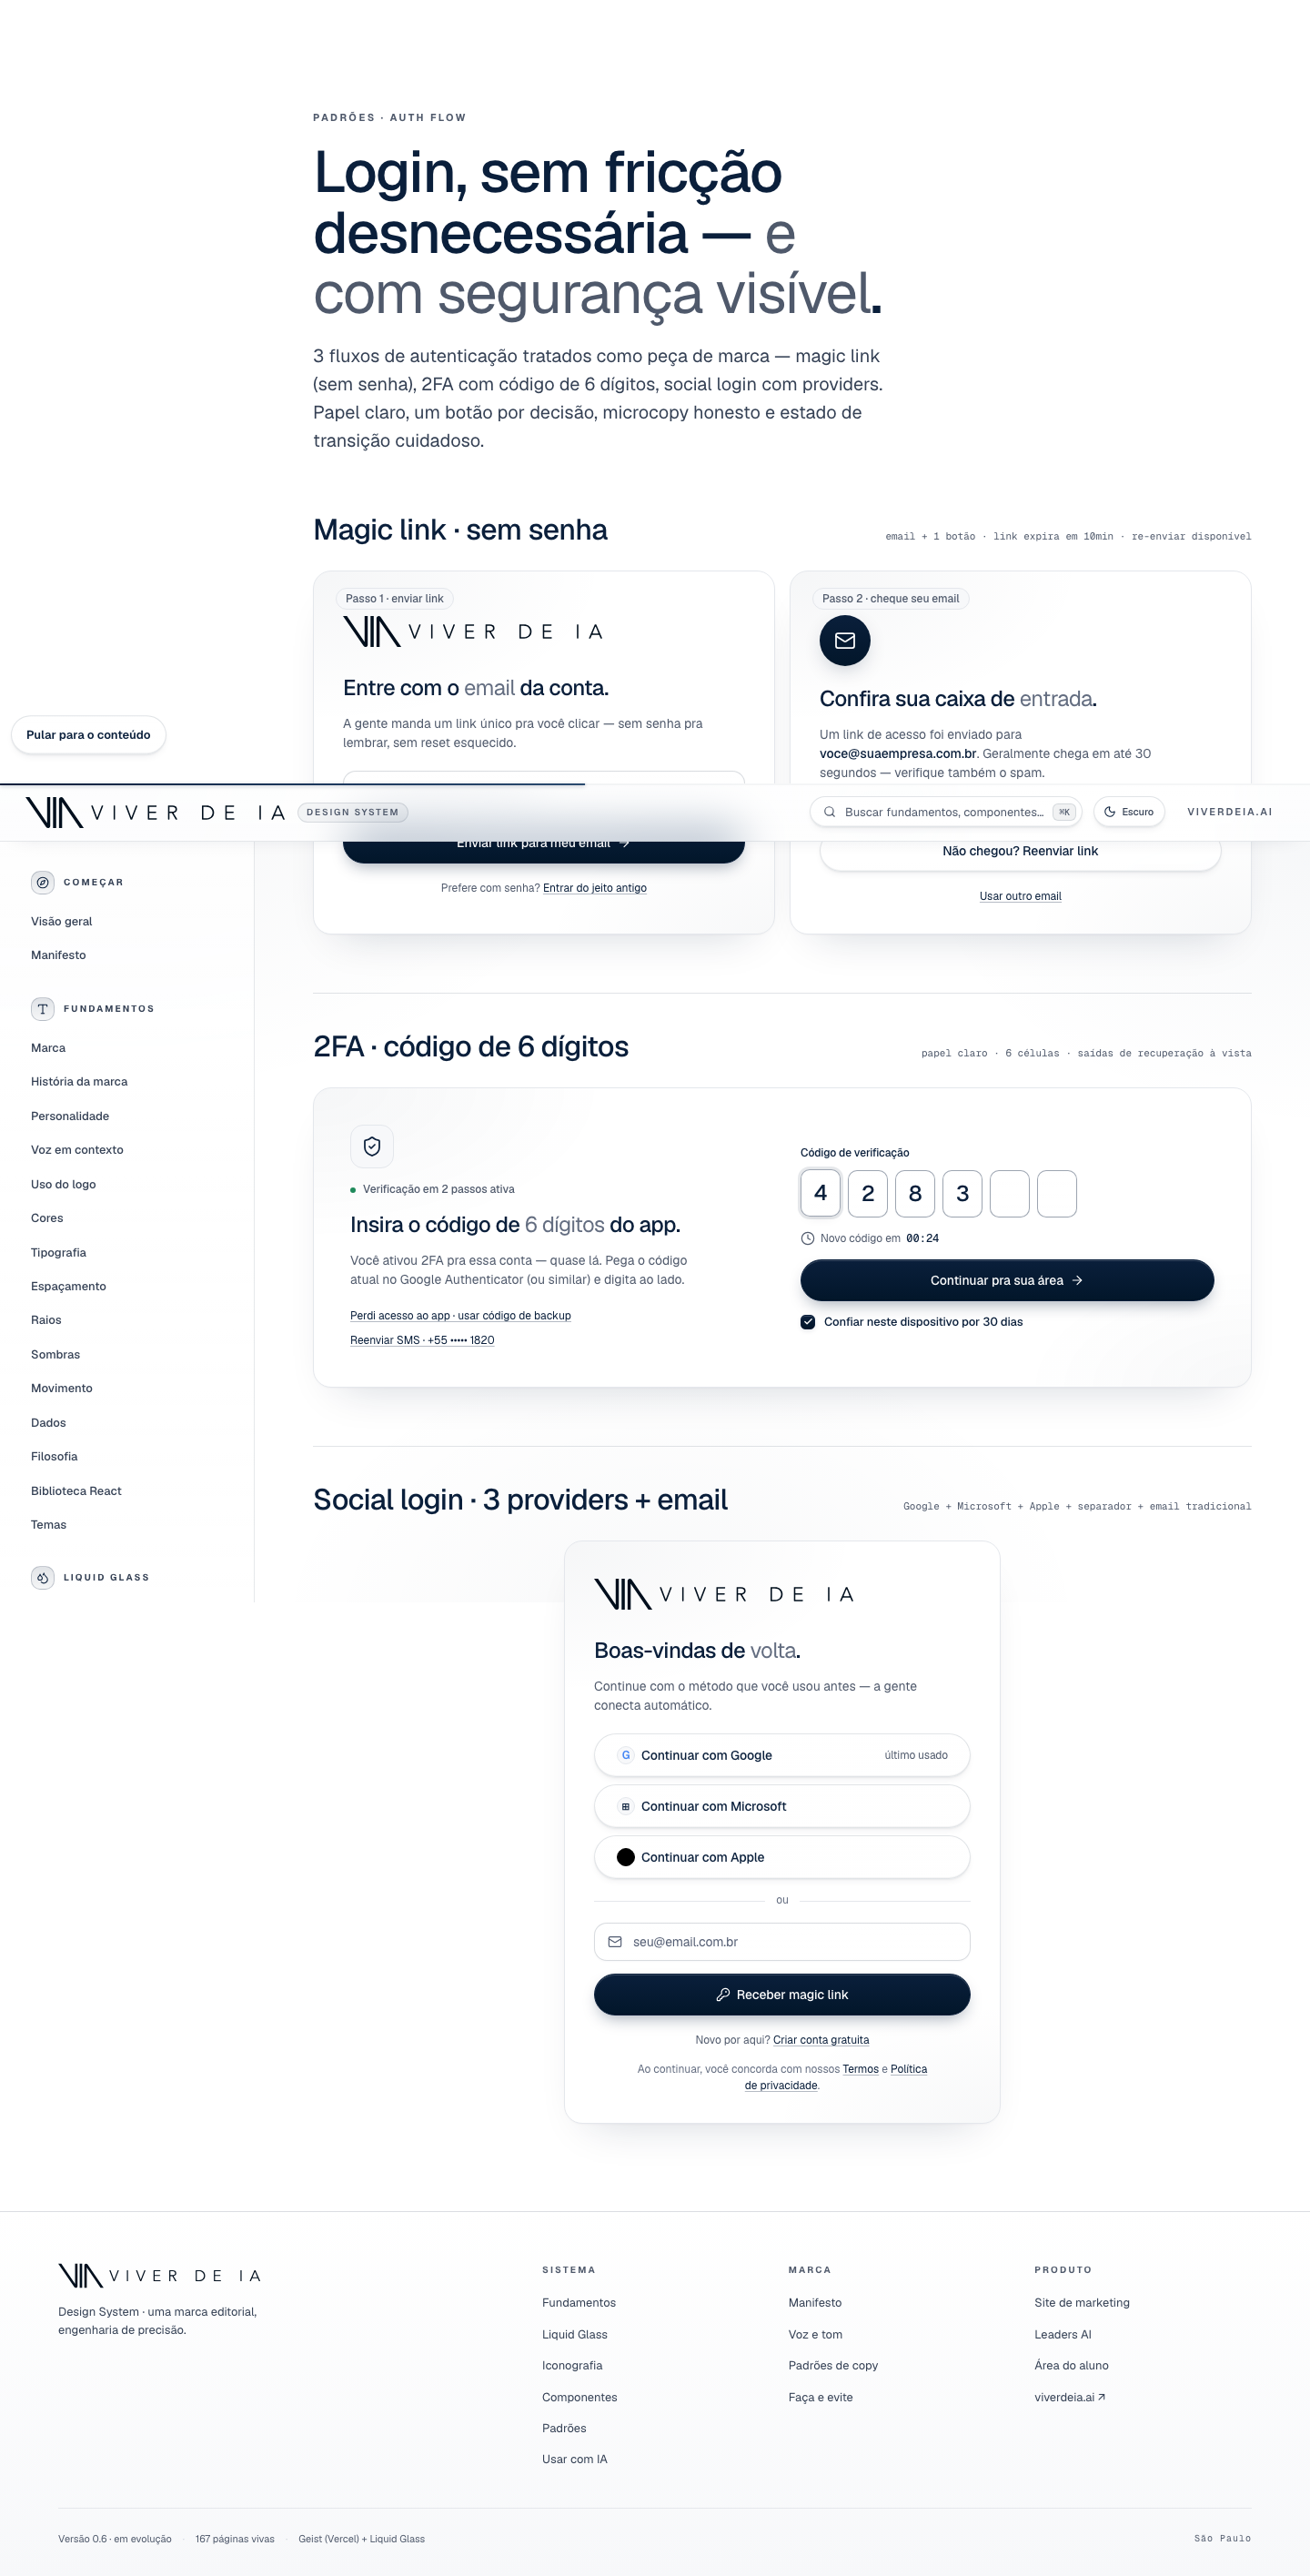 PADRÕES · AUTH FLOW
Login, sem fricção
desnecessária — e
com segurança visível.
3 fluxos de autenticação tratados como peça de marca — magic link
(sem senha), 2FA com código de 6 dígitos, social login com providers.
Papel claro, um botão por decisão, microcopy honesto e estado de
transição cuidadoso.
Magic link · sem senha
email + 1 botão · link expira em 10min · re-enviar disponível
Passo 1 · enviar link
VIVER DE IA
Entre com o email da conta.
A gente manda um link único pra você clicar — sem senha pra
lembrar, sem reset esquecido.
Passo 2 · cheque seu email
Confira sua caixa de entrada.
Um link de acesso foi enviado para
voce@suaempresa.com.br. Geralmente chega em até 30
segundos — verifique também o spam.
Pular para o conteúdo
VIVER DE IA
DESIGN SYSTEM
Buscar fundamentos, componentes...
⌘K
Escuro
VIVERDEIA.AI
Enviar link para meu email →
Prefere com senha? Entrar do jeito antigo
Não chegou? Reenviar link
Usar outro email
COMEÇAR
Visão geral
Manifesto
FUNDAMENTOS
Marca
História da marca
Personalidade
Voz em contexto
Uso do logo
Cores
Tipografia
Espaçamento
Raios
Sombras
Movimento
Dados
Filosofia
Biblioteca React
Temas
LIQUID GLASS
2FA · código de 6 dígitos
papel claro · 6 células · saídas de recuperação à vista
Verificação em 2 passos ativa
Insira o código de 6 dígitos do app.
Você ativou 2FA pra essa conta — quase lá. Pega o código
atual no Google Authenticator (ou similar) e digita ao lado.
Perdi acesso ao app · usar código de backup
Reenviar SMS · +55 ••••• 1820
Código de verificação
4 2 8 3
Novo código em 00:24
Continuar pra sua área →
Confiar neste dispositivo por 30 dias
Social login · 3 providers + email
Google + Microsoft + Apple + separador + email tradicional
VIVER DE IA
Boas-vindas de volta.
Continue com o método que você usou antes — a gente
conecta automático.
G Continuar com Google último usado
Continuar com Microsoft
Continuar com Apple
ou
seu@email.com.br
Receber magic link
Novo por aqui? Criar conta gratuita
Ao continuar, você concorda com nossos Termos e Política
de privacidade.
VIVER DE IA
Design System · uma marca editorial,
engenharia de precisão.
SISTEMA
Fundamentos
Liquid Glass
Iconografia
Componentes
Padrões
Usar com IA
MARCA
Manifesto
Voz e tom
Padrões de copy
Faça e evite
PRODUTO
Site de marketing
Leaders AI
Área do aluno
viverdeia.ai ↗
Versão 0.6 · em evolução · 167 páginas vivas · Geist (Vercel) + Liquid Glass
São Paulo